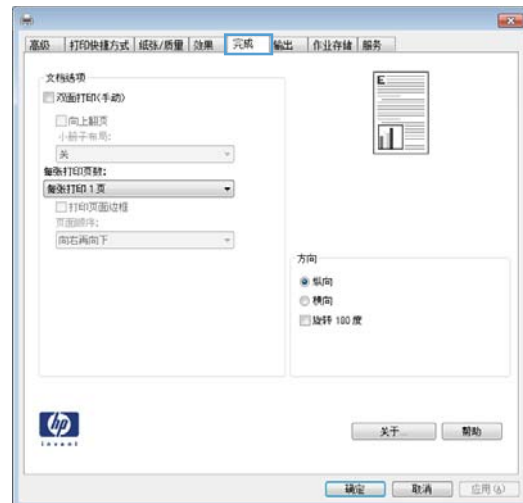 高级 打印快捷方式 纸张/质量 效果 完成 输出 作业存储 服务
文档选项
双面打印(手动)
向上翻页
小册子布局:
关
每张打印页数:
每张打印 1 页
打印页面边框
页面顺序:
向右再向下
E
方向
纵向
横向
旋转 180 度
hp
invent
关于...
帮助
确定
取消
应用(A)